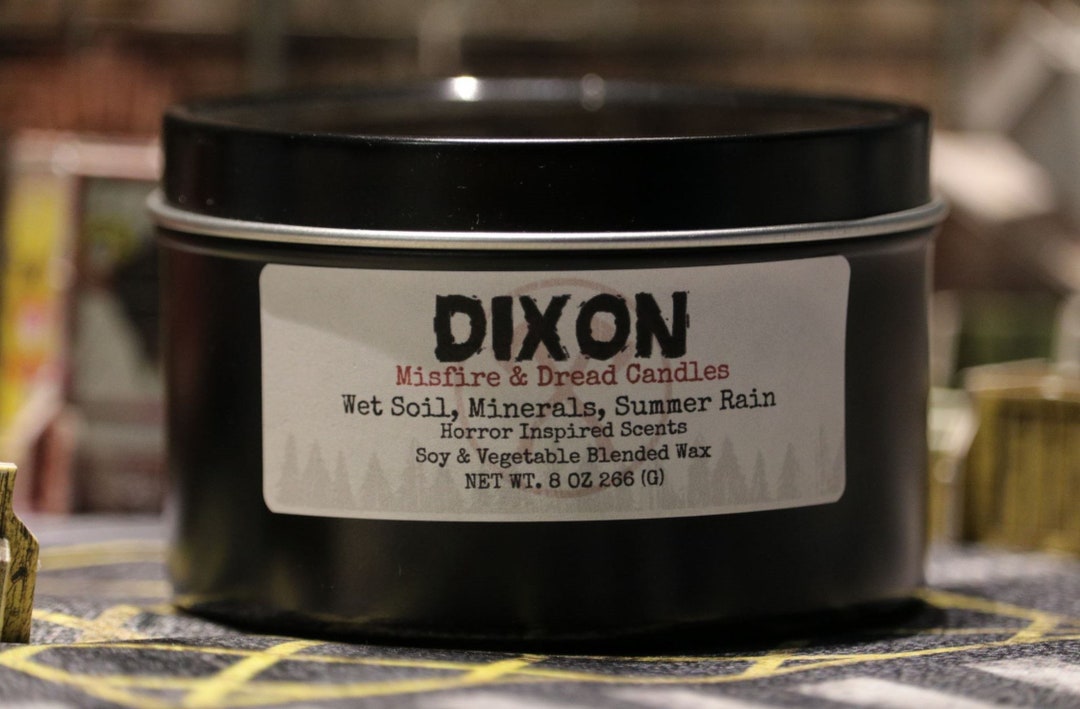 DIXON
Misfire & Dread Candles
Wet Soil, Minerals, Summer Rain
Horror Inspired Scents
Soy & Vegetable Blended Wax
NET WT. 8 OZ 266 (G)